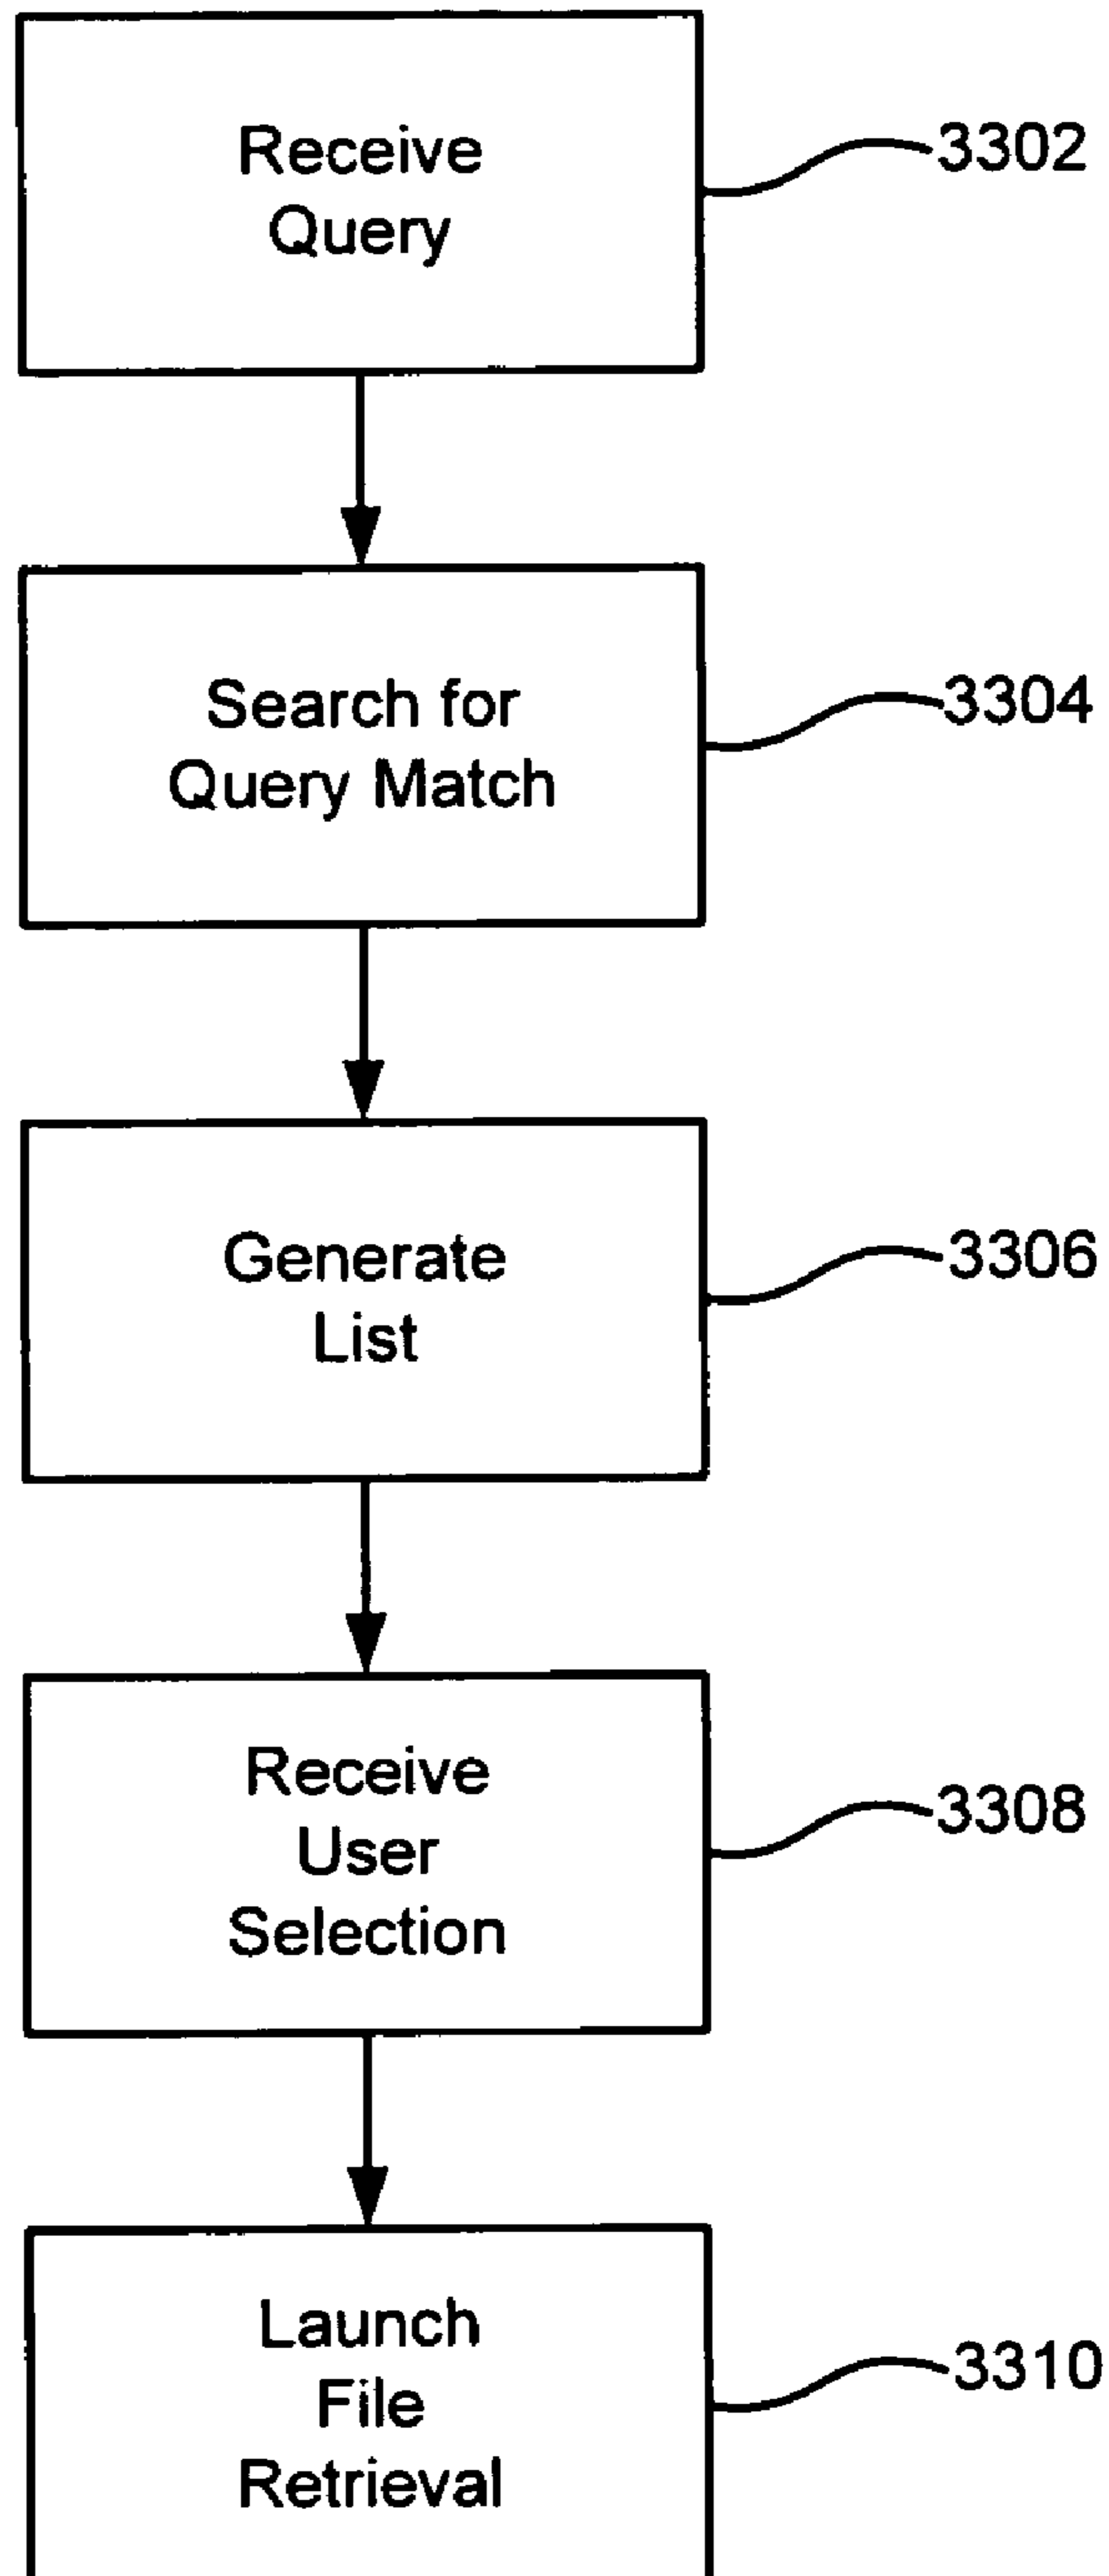 Receive
Query
3302
Search for
Query Match
3304
Generate
List
3306
Receive
User
Selection
3308
Launch
File
Retrieval
3310